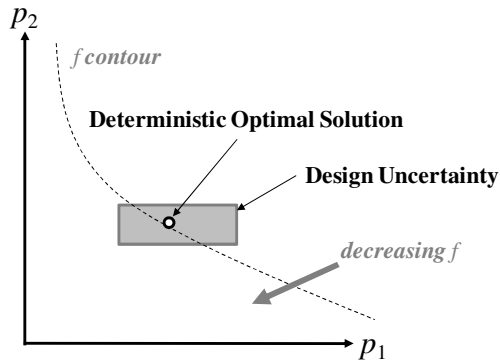 p2
f contour
Deterministic Optimal Solution
Design Uncertainty
decreasing f
p1